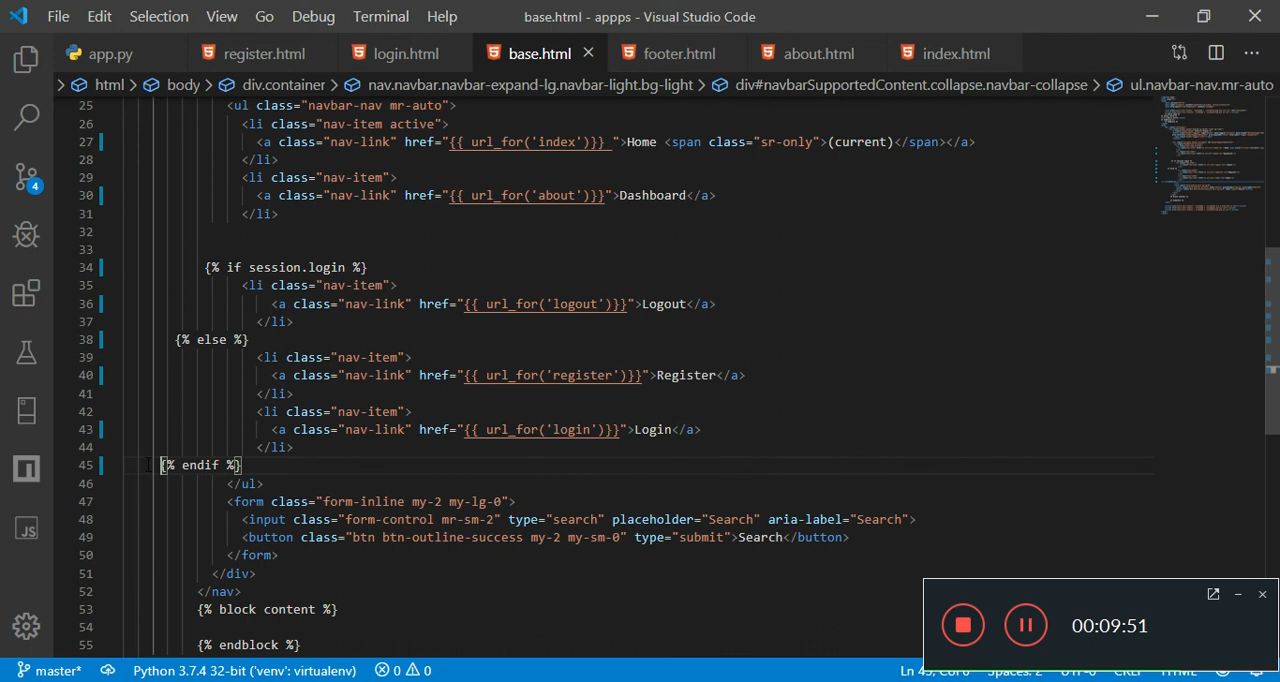 File Edit Selection View Go Debug Terminal Help base.html - appps - Visual Studio Code
app.py register.html login.html base.html footer.html about.html index.html
html body div.container nav.navbar.navbar-expand-lg.navbar-light.bg-light div#navbarSupportedContent.collapse.navbar-collapse ul.navbar-nav.mr-auto
25 <ul class="navbar-nav mr-auto">
26 <li class="nav-item active">
27 <a class="nav-link" href="{{ url_for('index')}} ">Home <span class="sr-only">(current)</span></a>
28 </li>
29 <li class="nav-item">
30 <a class="nav-link" href="{{ url_for('about')}}">Dashboard</a>
31 </li>
32
33
34 {% if session.login %}
35 <li class="nav-item">
36 <a class="nav-link" href="{{ url_for('logout')}}">Logout</a>
37 </li>
38 {% else %}
39 <li class="nav-item">
40 <a class="nav-link" href="{{ url_for('register')}}">Register</a>
41 </li>
42 <li class="nav-item">
43 <a class="nav-link" href="{{ url_for('login')}}">Login</a>
44 </li>
45 {% endif %}
46 </ul>
47 <form class="form-inline my-2 my-lg-0">
48 <input class="form-control mr-sm-2" type="search" placeholder="Search" aria-label="Search">
49 <button class="btn btn-outline-success my-2 my-sm-0" type="submit">Search</button>
50 </form>
51 </div>
52 </nav>
53 {% block content %}
54
55 {% endblock %}
4
JS
00:09:51
master* Python 3.7.4 32-bit ('venv': virtualenv) 0 0